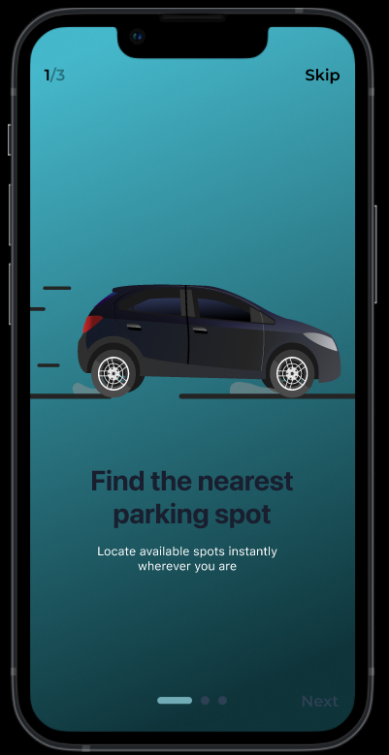 1/3
Skip
Find the nearest
parking spot
Locate available spots instantly
wherever you are
Next